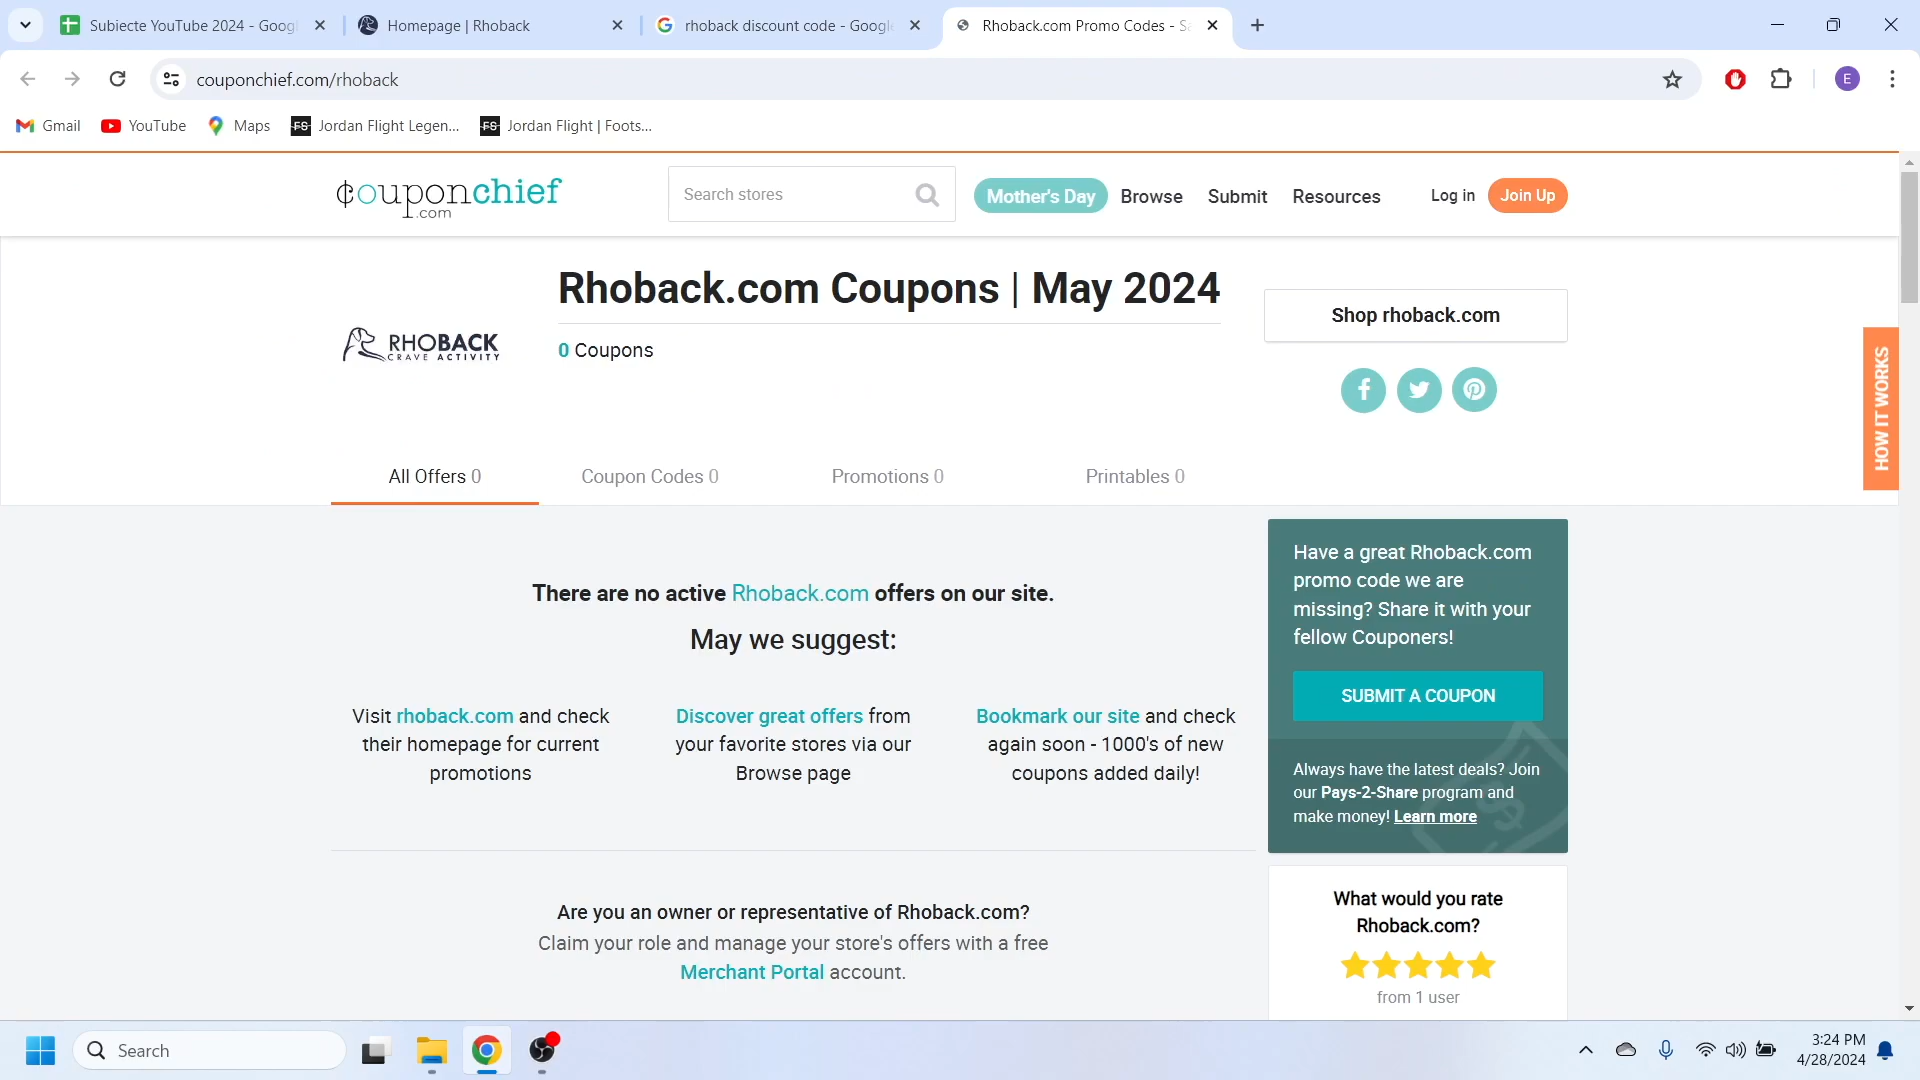 Subiecte YouTube 2024 - Googl
Homepage | Rhoback
rhoback discount code - Google
Rhoback.com Promo Codes - Sa
couponchief.com/rhoback
E
Gmail
YouTube
Maps
FS Jordan Flight Legen...
FS Jordan Flight | Foots...
¢ouponchief
.com
Search stores
Mother's Day
Browse
Submit
Resources
Log in
Join Up
RHOBACK
CRAVE ACTIVITY
Rhoback.com Coupons | May 2024
0 Coupons
Shop rhoback.com
HOW IT WORKS
All Offers 0
Coupon Codes 0
Promotions 0
Printables 0
There are no active Rhoback.com offers on our site.
May we suggest:
Visit rhoback.com and check
their homepage for current
promotions
Discover great offers from
your favorite stores via our
Browse page
Bookmark our site and check
again soon - 1000's of new
coupons added daily!
Have a great Rhoback.com
promo code we are
missing? Share it with your
fellow Couponers!
SUBMIT A COUPON
Always have the latest deals? Join
our Pays-2-Share program and
make money! Learn more
Are you an owner or representative of Rhoback.com?
Claim your role and manage your store's offers with a free
Merchant Portal account.
What would you rate
Rhoback.com?
from 1 user
Search
3:24 PM
4/28/2024